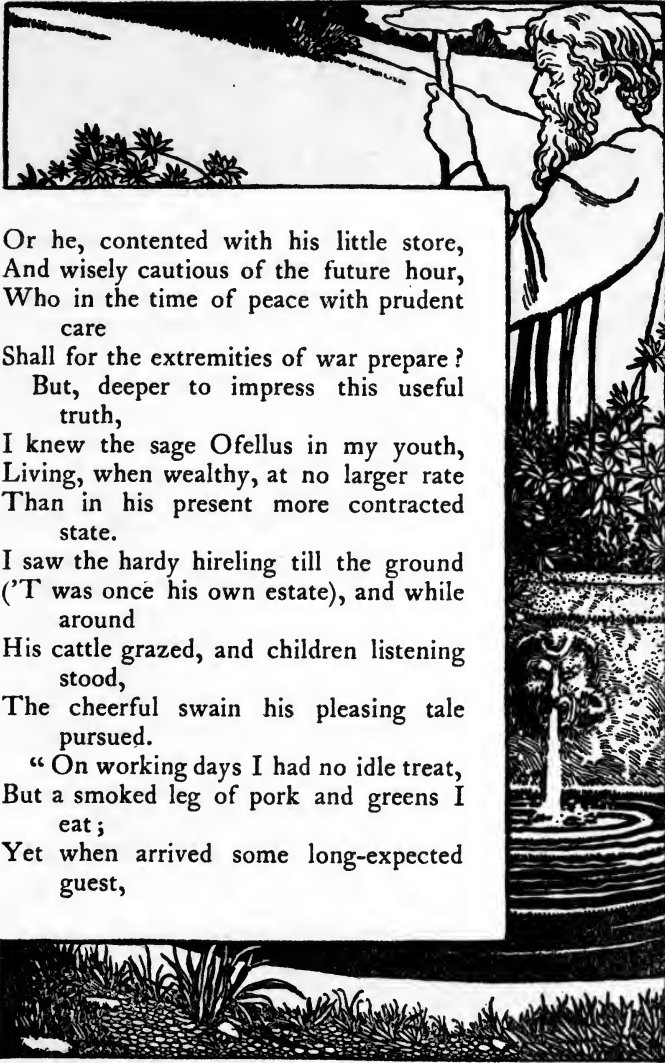 Or he, contented with his little store,
And wisely cautious of the future hour,
Who in the time of peace with prudent
care
Shall for the extremities of war prepare?
But, deeper to impress this useful
truth,
I knew the sage Ofellus in my youth,
Living, when wealthy, at no larger rate
Than in his present more contracted
state.
I saw the hardy hireling till the ground
('T was once his own estate), and while
around
His cattle grazed, and children listening
stood,
The cheerful swain his pleasing tale
pursued.
“ On working days I had no idle treat,
But a smoked leg of pork and greens I
eat;
Yet when arrived some long-expected
guest,